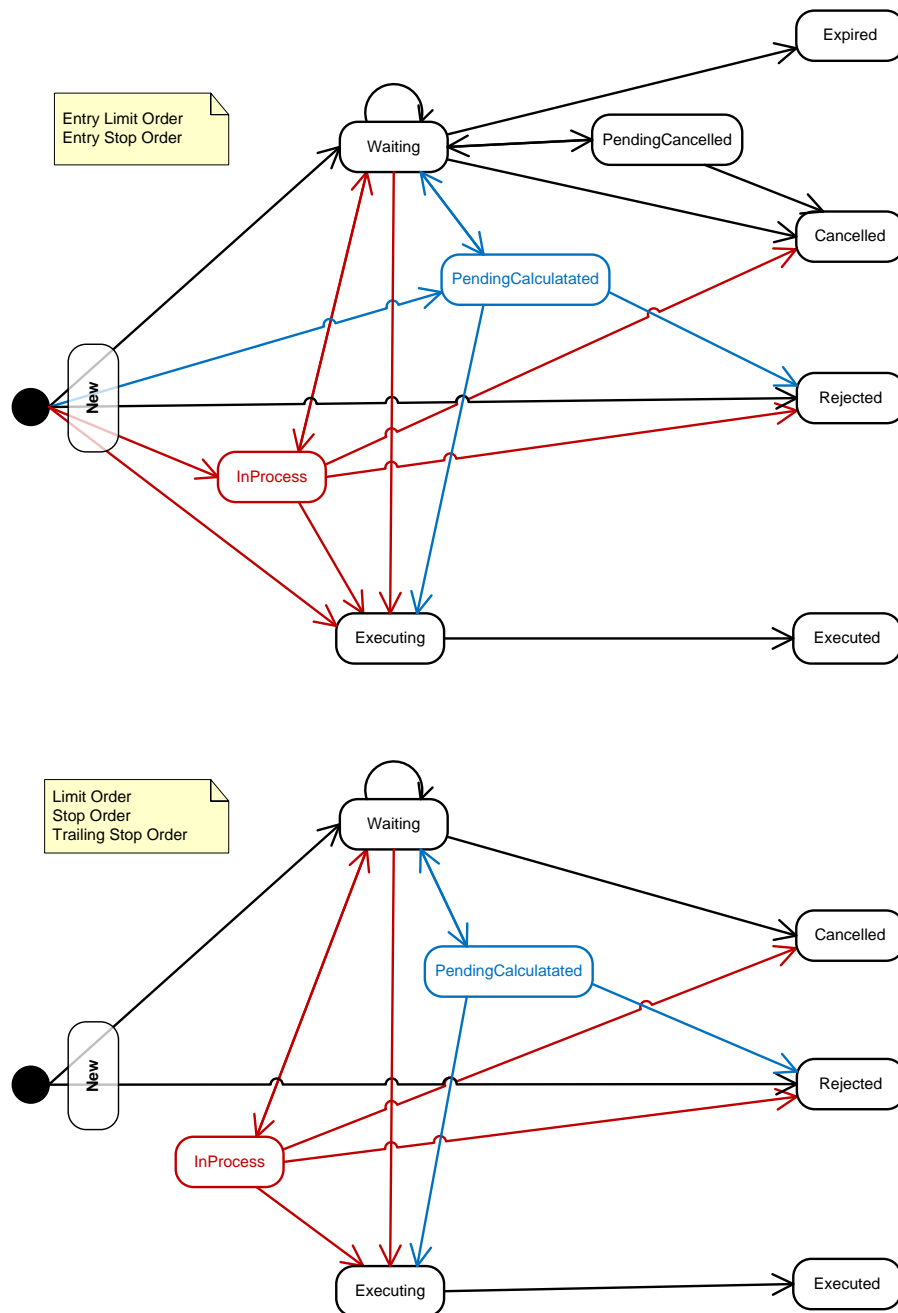 Expired
Entry Limit Order
Entry Stop Order
Waiting
PendingCancelled
Cancelled
PendingCalculatated
New
Rejected
InProcess
Executing
Executed
Limit Order
Stop Order
Trailing Stop Order
Waiting
Cancelled
PendingCalculatated
New
Rejected
InProcess
Executing
Executed